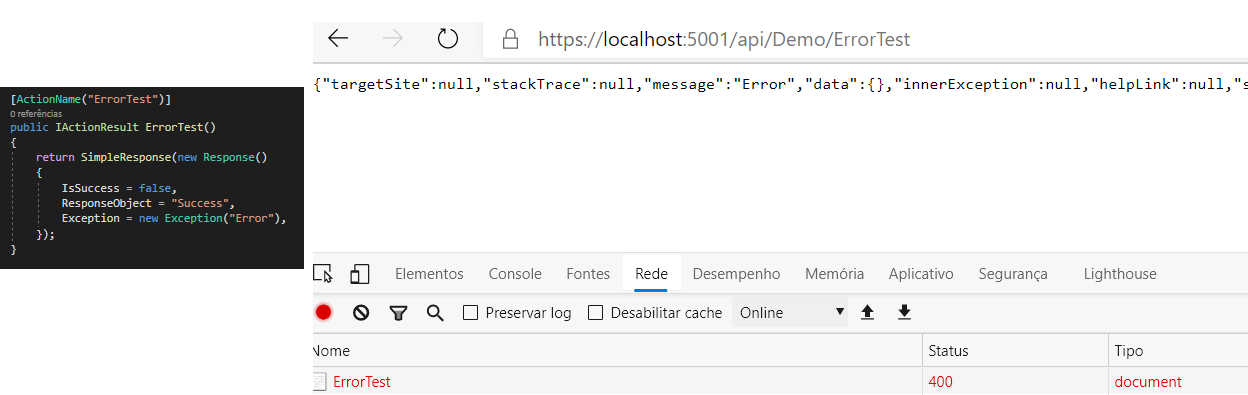 [ActionName("ErrorTest")]
0 referências
public IActionResult ErrorTest()
{
return SimpleResponse(new Response()
{
IsSuccess = false,
ResponseObject = "Success",
Exception = new Exception("Error"),
});
}
https://localhost:5001/api/Demo/ErrorTest
{"targetSite":null,"stackTrace":null,"message":"Error","data":{},"innerException":null,"helpLink":null,"s
Elementos Console Fontes Rede Desempenho Memória Aplicativo Segurança Lighthouse
Preservar log Desabilitar cache Online
Nome Status Tipo
ErrorTest 400 document